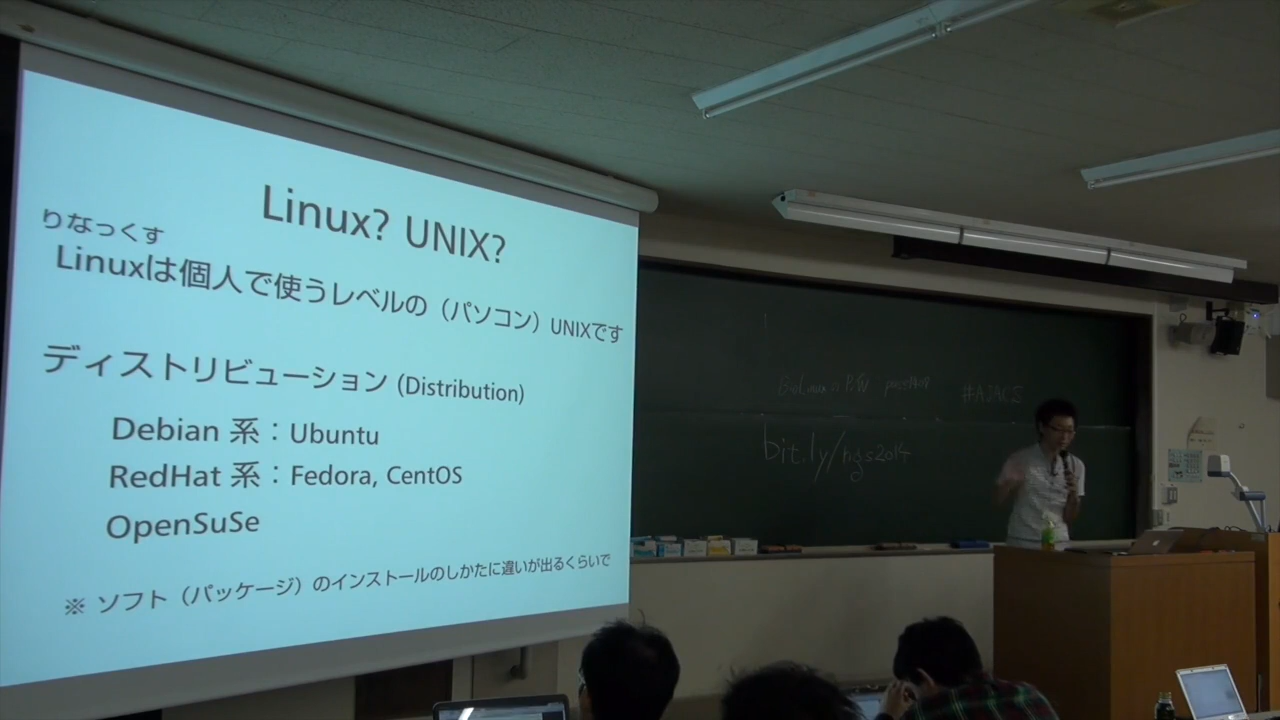 Linux? UNIX?
りなっくす
Linuxは個人で使うレベルの（パソコン）UNIXです
ディストリビューション (Distribution)
Debian 系：Ubuntu
RedHat 系：Fedora, CentOS
OpenSuSe
※ ソフト（パッケージ）のインストールのしかたに違いが出るくらいで
#AJACS
bit.ly/ngs2014